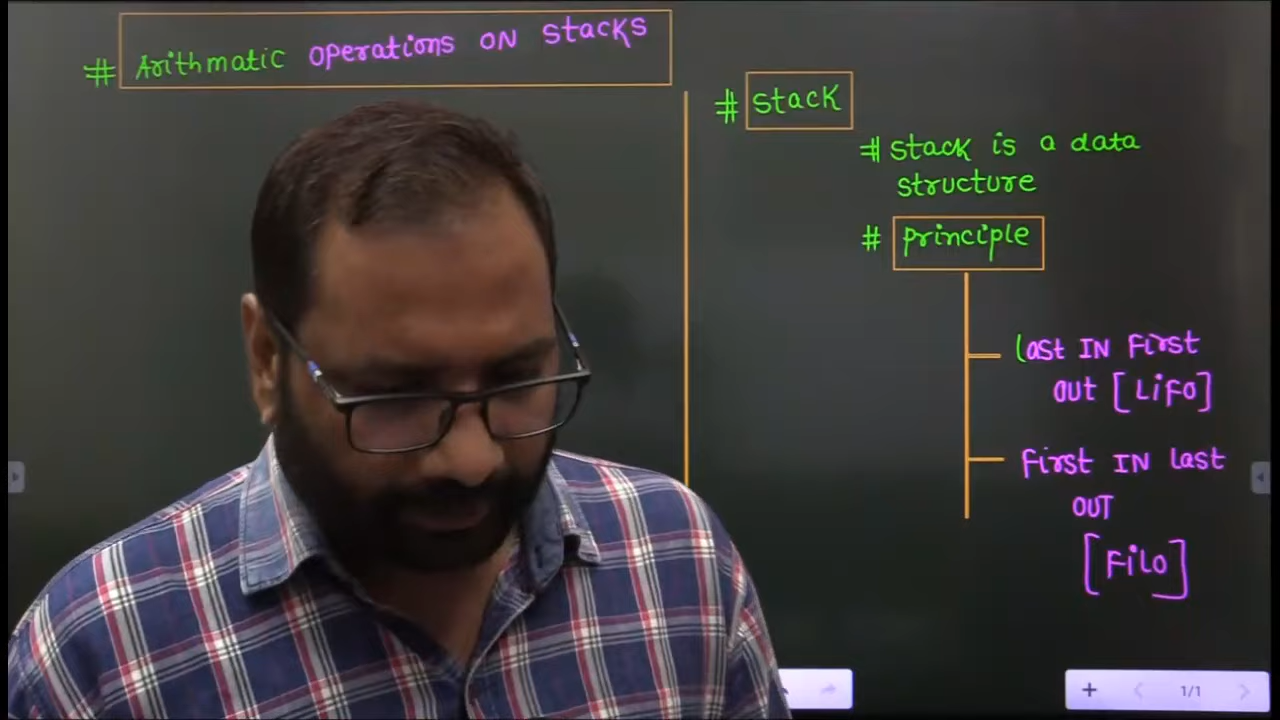 # Arithmatic operations ON Stacks
# Stack
# Stack is a data
structure
# principle
last IN First
out [LiFO]
First IN last
OUT
[FiLO]
+ < 1/1 >